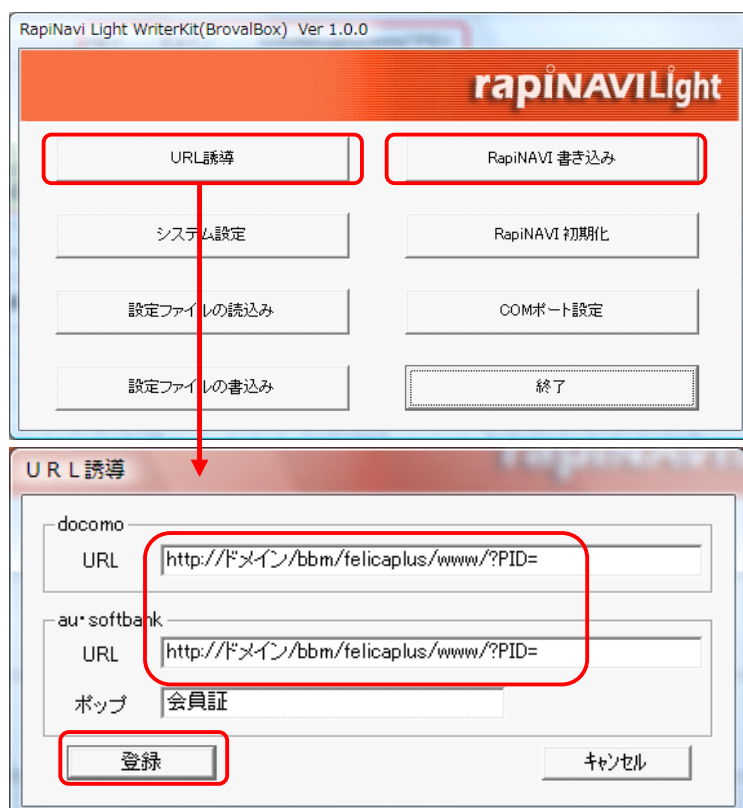 RapiNavi Light WriterKit(BrovalBox) Ver 1.0.0
rapiNAVILight
URL誘導
RapiNAVI 書き込み
システム設定
RapiNAVI 初期化
設定ファイルの読込み
COMポート設定
設定ファイルの書込み
終了
ＵＲＬ誘導
docomo
URL
http://ドメイン/bbm/felicaplus/www/?PID=
au・softbank
URL
http://ドメイン/bbm/felicaplus/www/?PID=
ポップ
会員証
登録
キャンセル